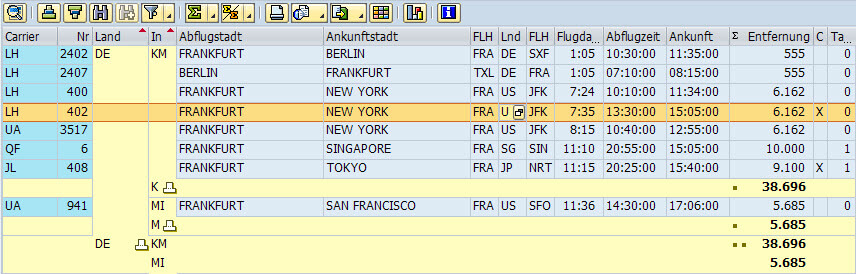 Carrier Nr Land In Abflugstadt Ankunftstadt FLH Lnd FLH Flugda... Abflugzeit Ankunft Σ Entfernung C Ta...
LH 2402 DE KM FRANKFURT BERLIN FRA DE SXF 1:05 10:30:00 11:35:00 555 0
LH 2407 BERLIN FRANKFURT TXL DE FRA 1:05 07:10:00 08:15:00 555 0
LH 400 FRANKFURT NEW YORK FRA US JFK 7:24 10:10:00 11:34:00 6.162 0
LH 402 FRANKFURT NEW YORK FRA U JFK 7:35 13:30:00 15:05:00 6.162 X 0
UA 3517 FRANKFURT NEW YORK FRA US JFK 8:15 10:40:00 12:55:00 6.162 0
QF 6 FRANKFURT SINGAPORE FRA SG SIN 11:10 20:55:00 15:05:00 10.000 1
JL 408 FRANKFURT TOKYO FRA JP NRT 11:15 20:25:00 15:40:00 9.100 X 1
K 38.696
UA 941 MI FRANKFURT SAN FRANCISCO FRA US SFO 11:36 14:30:00 17:06:00 5.685 0
M 5.685
DE KM 38.696
MI 5.685